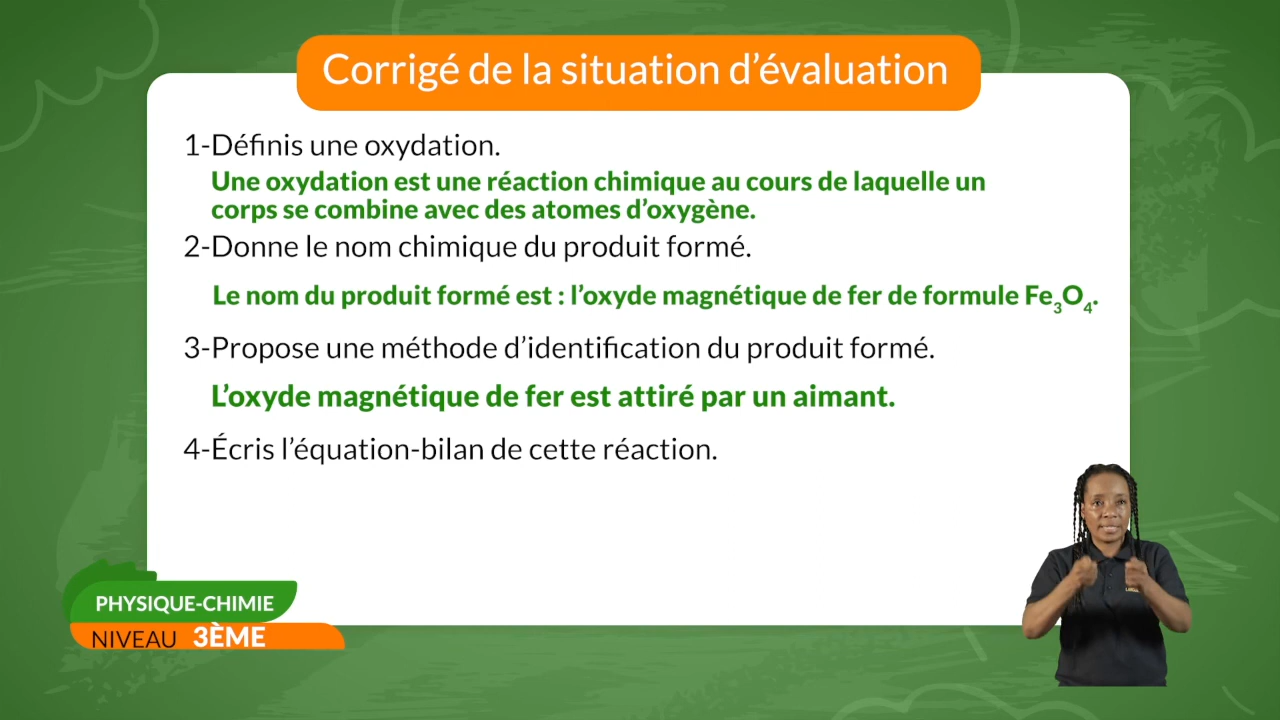 Corrigé de la situation d’évaluation
1-Définis une oxydation.
Une oxydation est une réaction chimique au cours de laquelle un
corps se combine avec des atomes d’oxygène.
2-Donne le nom chimique du produit formé.
Le nom du produit formé est : l’oxyde magnétique de fer de formule Fe₃O₄.
3-Propose une méthode d’identification du produit formé.
L’oxyde magnétique de fer est attiré par un aimant.
4-Écris l’équation-bilan de cette réaction.
PHYSIQUE-CHIMIE
NIVEAU 3ÈME